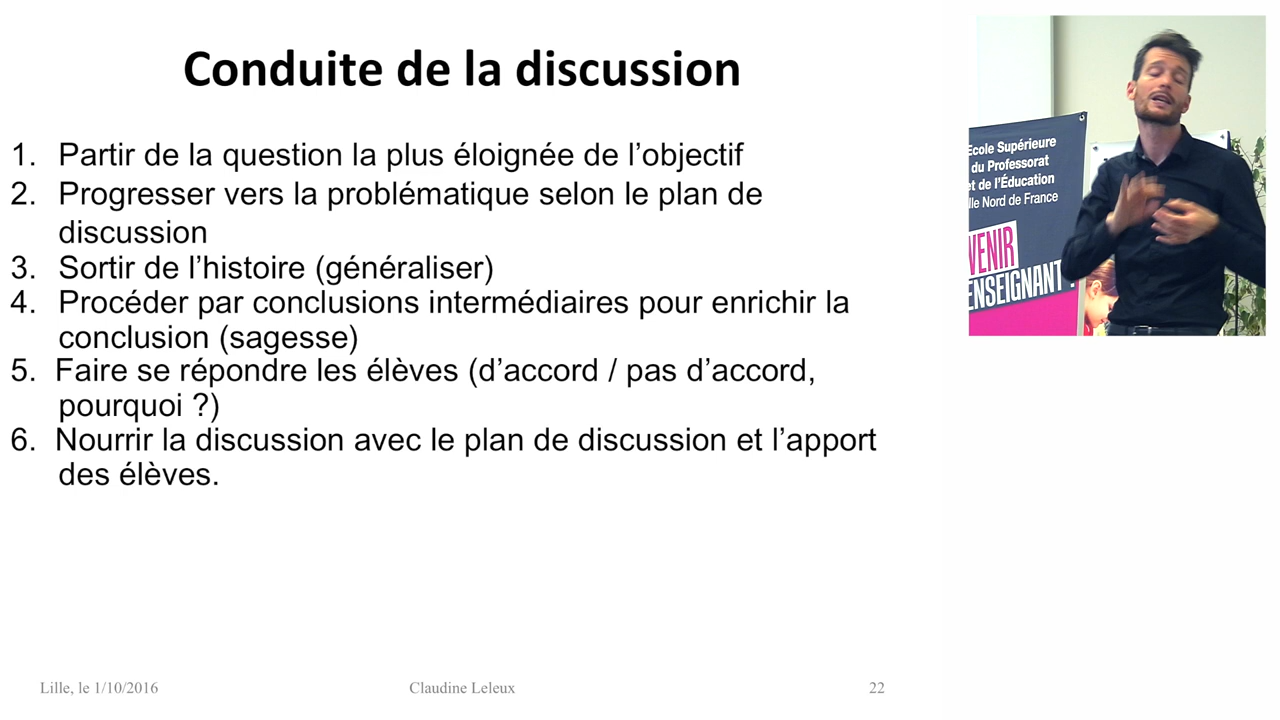 Conduite de la discussion
1. Partir de la question la plus éloignée de l’objectif
2. Progresser vers la problématique selon le plan de
discussion
3. Sortir de l’histoire (généraliser)
4. Procéder par conclusions intermédiaires pour enrichir la
conclusion (sagesse)
5. Faire se répondre les élèves (d’accord / pas d’accord,
pourquoi ?)
6. Nourrir la discussion avec le plan de discussion et l’apport
des élèves.
Ecole Supérieure
du Professorat
et de l’Éducation
lle Nord de France
VENIR
ENSEIGNANT
Lille, le 1/10/2016
Claudine Leleux
22